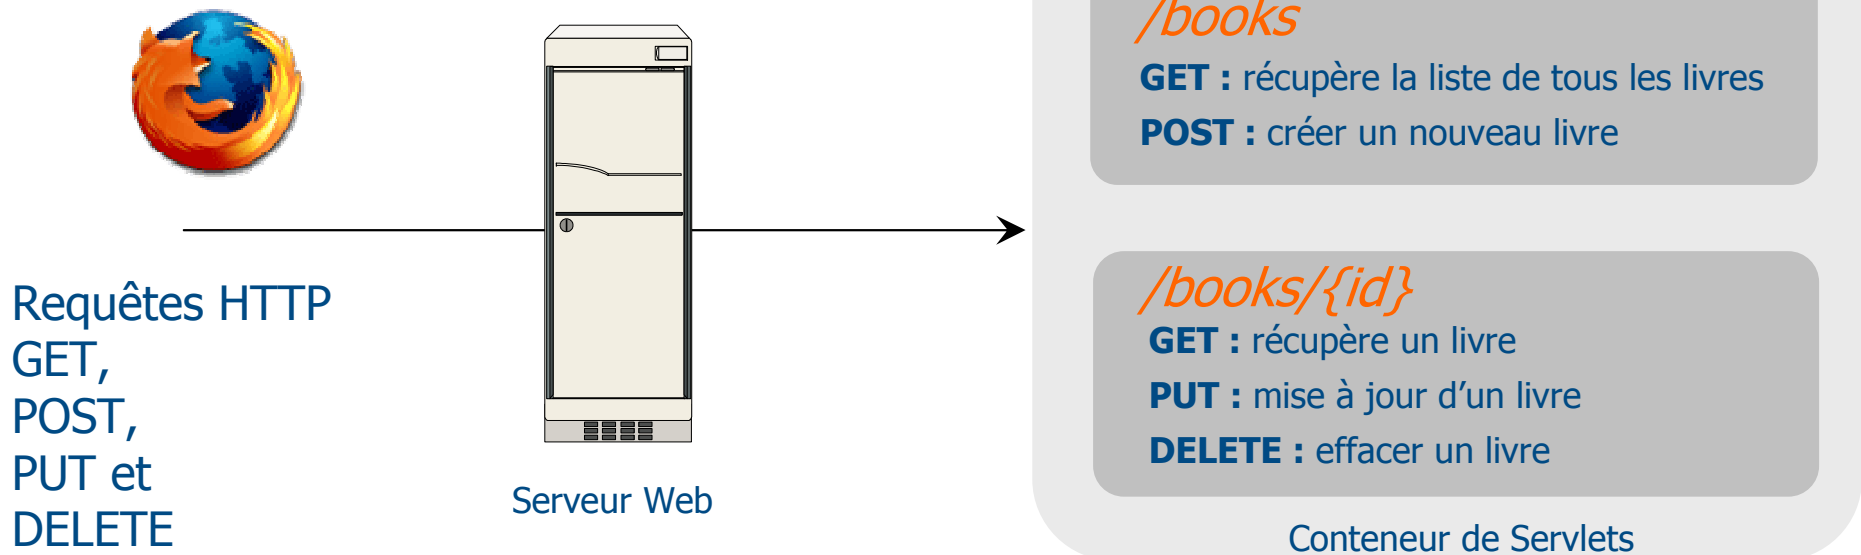 Requêtes HTTP
GET,
POST,
PUT et
DELETE
Serveur Web
/books
GET : récupère la liste de tous les livres
POST : créer un nouveau livre
/books/{id}
GET : récupère un livre
PUT : mise à jour d’un livre
DELETE : effacer un livre
Conteneur de Servlets